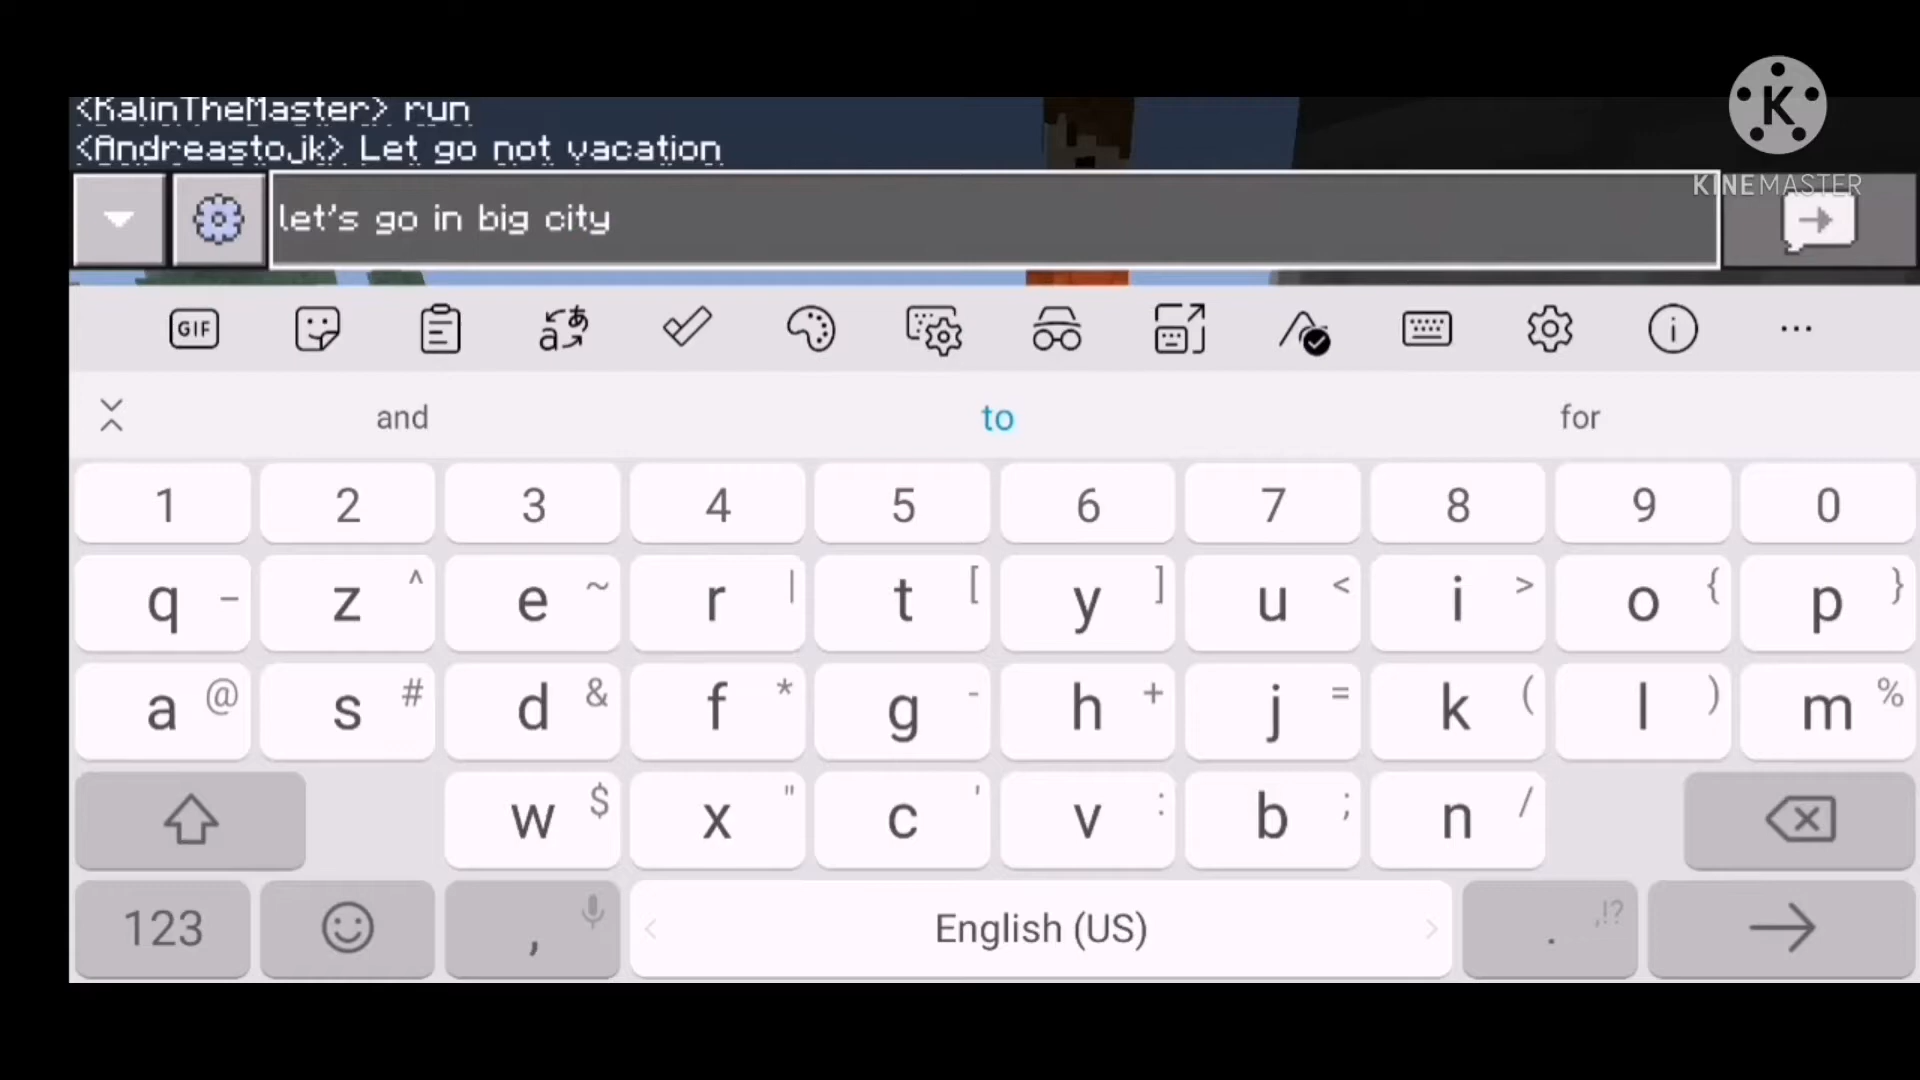 <KalinTheMaster> run
<Andreastojk> Let go not vacation
let's go in big city
K
KINEMASTER
GIF
and to for
1 2 3 4 5 6 7 8 9 0
q _ z ^ e ~ r | t [ y ] u < i > o { p }
a @ s # d & f * g - h + j = k ( l ) m %
w $ x " c ' v : b ; n /
123 , < English (US) > . ,!?